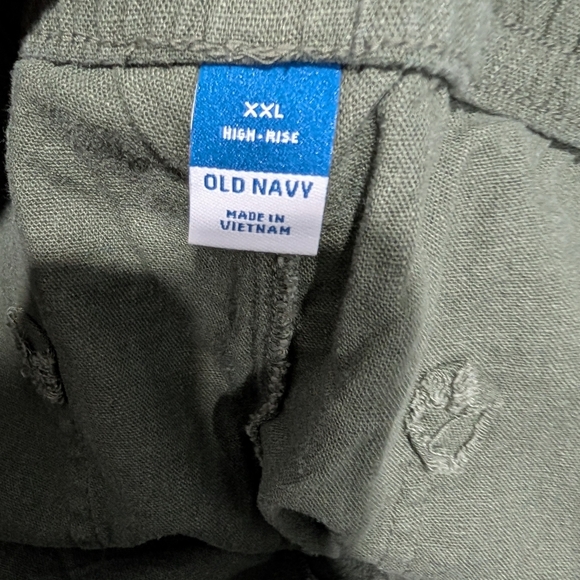 XXL
HIGH-RISE
OLD NAVY
MADE IN
VIETNAM